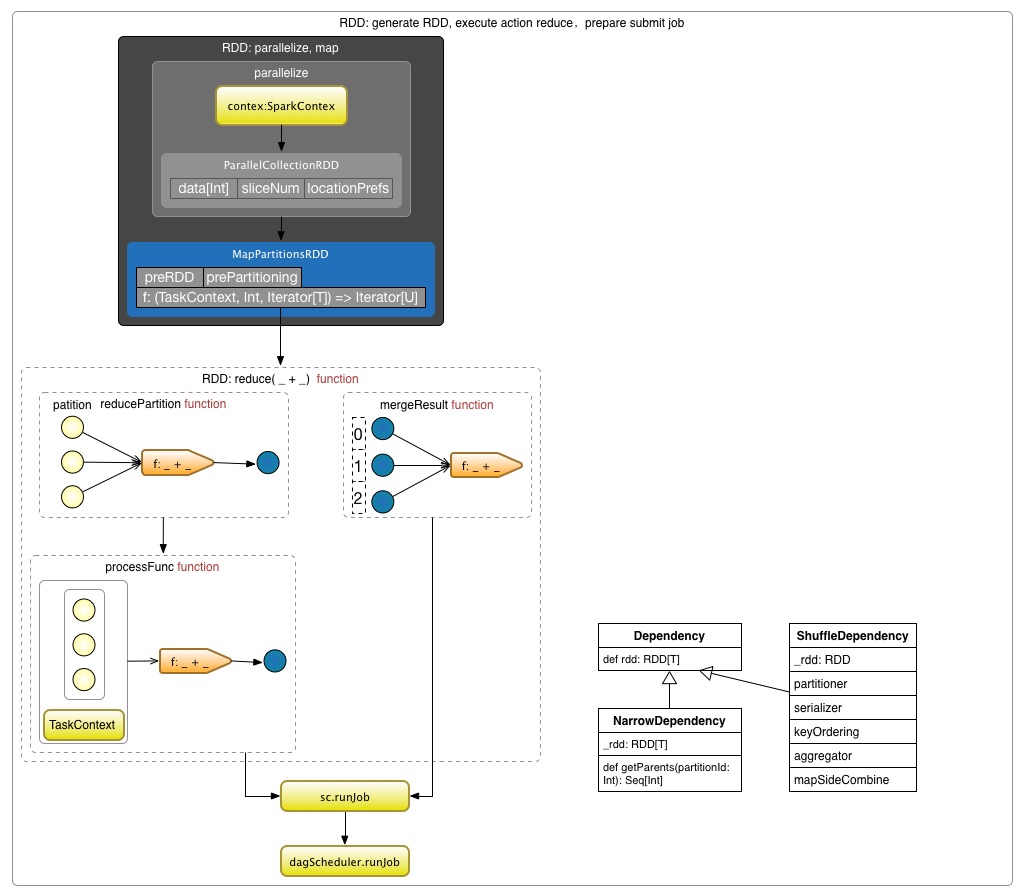 RDD: generate RDD, execute action reduce，prepare submit job
RDD: parallelize, map
parallelize
contex:SparkContex
ParallelCollectionRDD
data[Int] sliceNum locationPrefs
MapPartitionsRDD
preRDD prePartitioning
f: (TaskContext, Int, Iterator[T]) => Iterator[U]
RDD: reduce( _ + _) function
patition reducePartition function
f: _ + _
mergeResult function
0
1
2
f: _ + _
processFunc function
f: _ + _
TaskContext
sc.runJob
dagScheduler.runJob
Dependency
def rdd: RDD[T]
NarrowDependency
_rdd: RDD[T]
def getParents(partitionId:
Int): Seq[Int]
ShuffleDependency
_rdd: RDD
partitioner
serializer
keyOrdering
aggregator
mapSideCombine